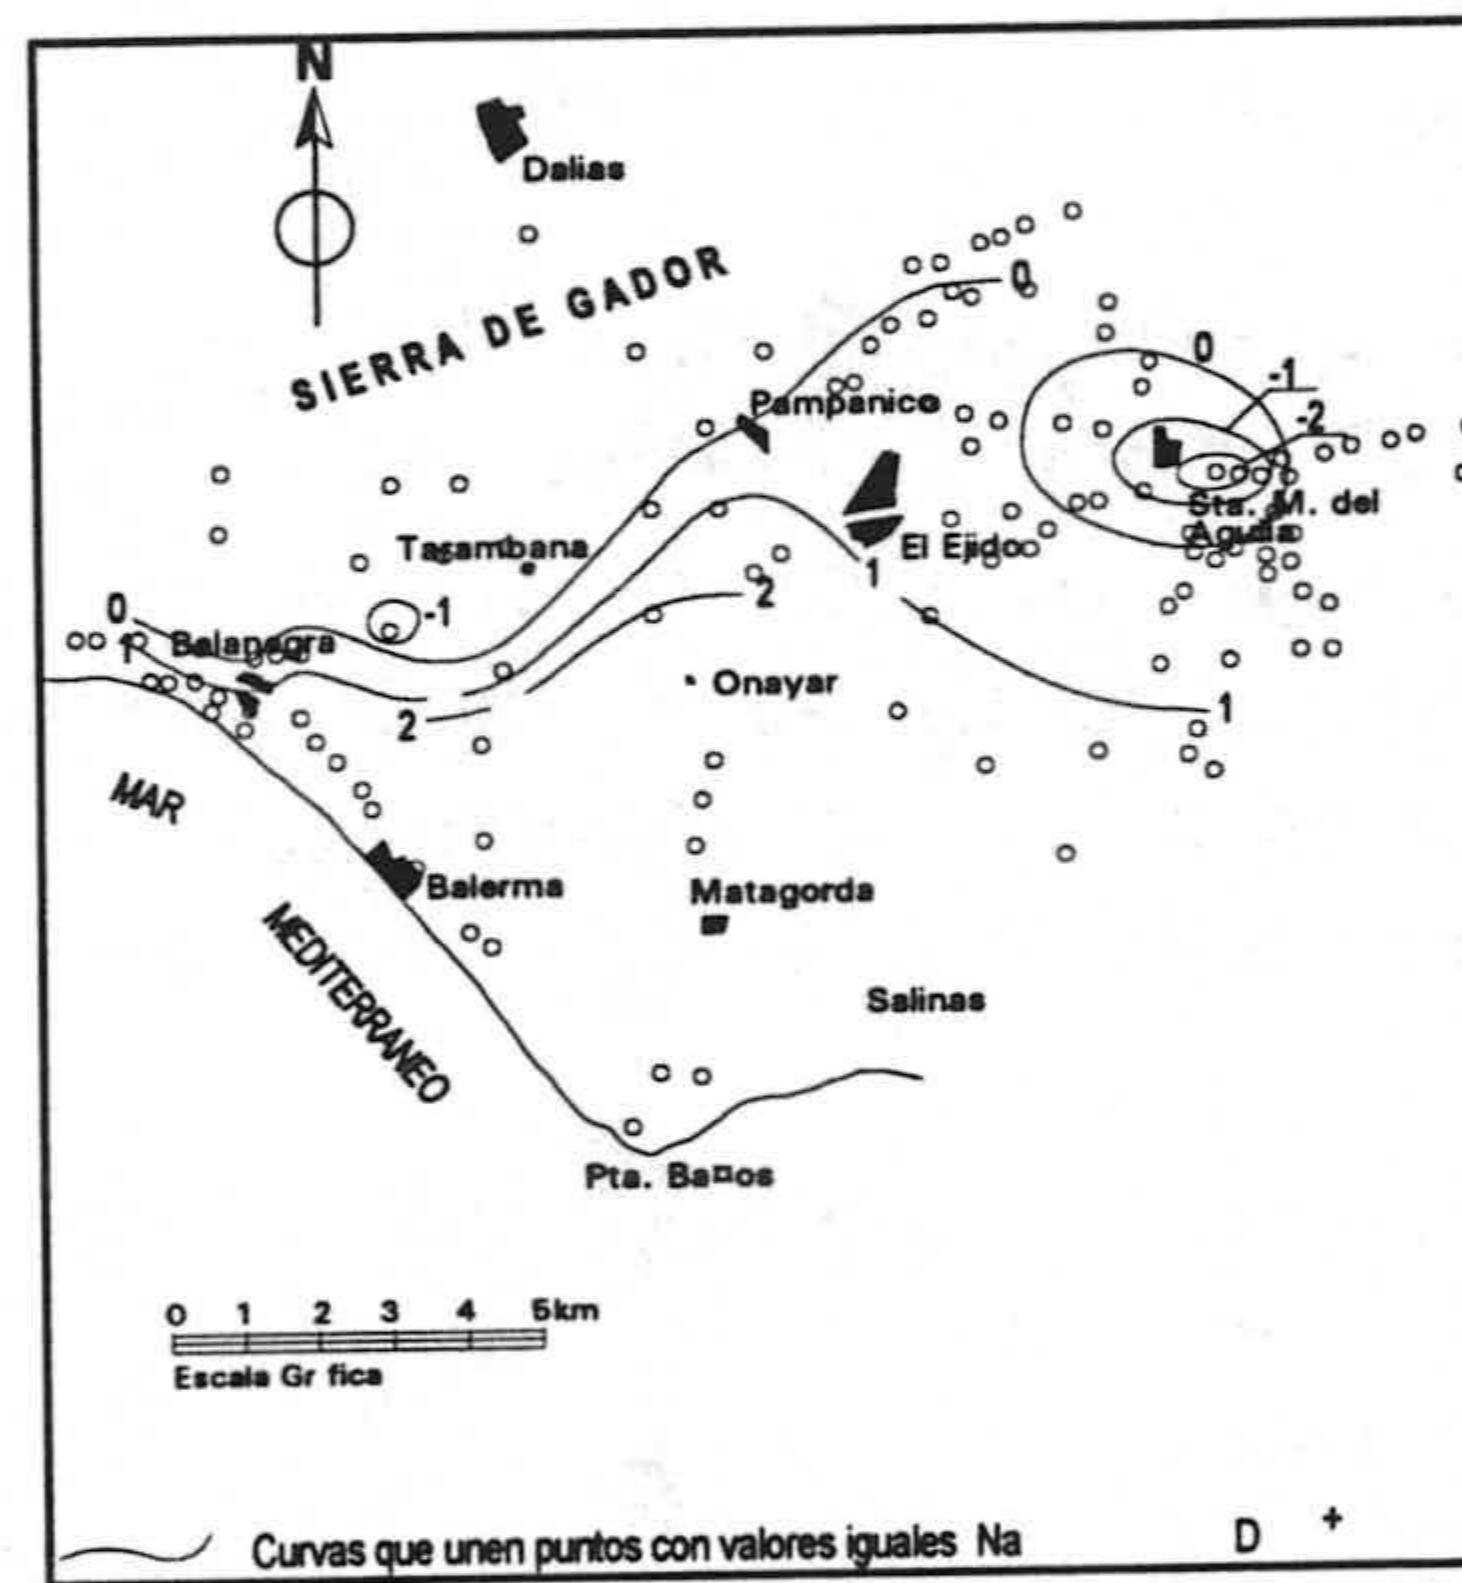 N
Dalias
SIERRA DE GADOR
0
0
-1
-2
Pampanico
Sta. M. del
Aguila
El Ejido
Tarambana
1
2
-1
0
1
Balanegra
Onayar
2
1
MAR
Balerma
Matagorda
MEDITERRANEO
Salinas
Pta. Ba¤os
0 1 2 3 4 5km
Escala Gr fica
Curvas que unen puntos con valores iguales Na D +